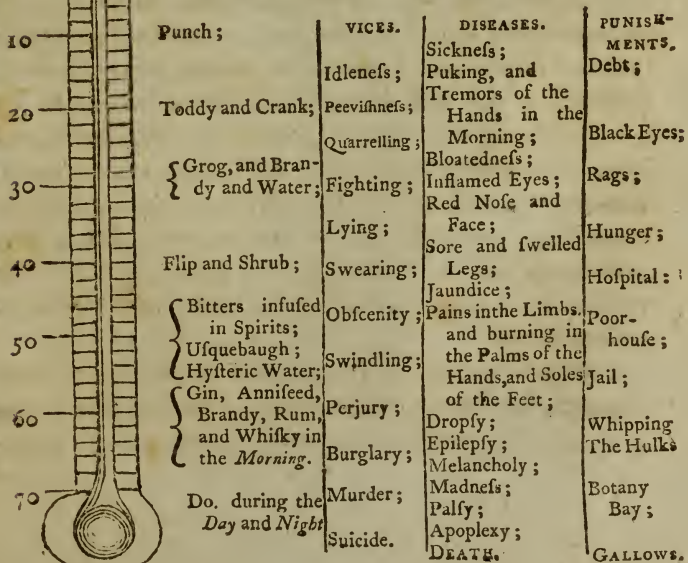 10
20
30
40
50
60
70
Punch;
Toddy and Crank;
Grog, and Bran-
dy and Water;
Flip and Shrub;
Bitters infuſed
in Spirits;
Uſquebaugh;
Hyſteric Water;
Gin, Anniſeed,
Brandy, Rum,
and Whiſky in
the Morning.
Do. during the
Day and Night
VICES.
Idleneſs;
Peeviſhneſs;
Quarrelling;
Fighting;
Lying;
Swearing;
Obſcenity;
Swindling;
Perjury;
Burglary;
Murder;
Suicide.
DISEASES.
Sickneſs;
Puking, and
Tremors of the
Hands in the
Morning;
Bloatedneſs;
Inflamed Eyes;
Red Noſe and
Face;
Sore and ſwelled
Legs;
Jaundice;
Pains in the Limbs.
and burning in
the Palms of the
Hands, and Soles
of the Feet;
Dropſy;
Epilepſy;
Melancholy;
Madneſs;
Palſy;
Apoplexy;
DEATH.
PUNISH-
MENTS.
Debt;
Black Eyes;
Rags;
Hunger;
Hoſpital:
Poor-
houſe;
Jail;
Whipping
The Hulks
Botany
Bay;
GALLOWS.